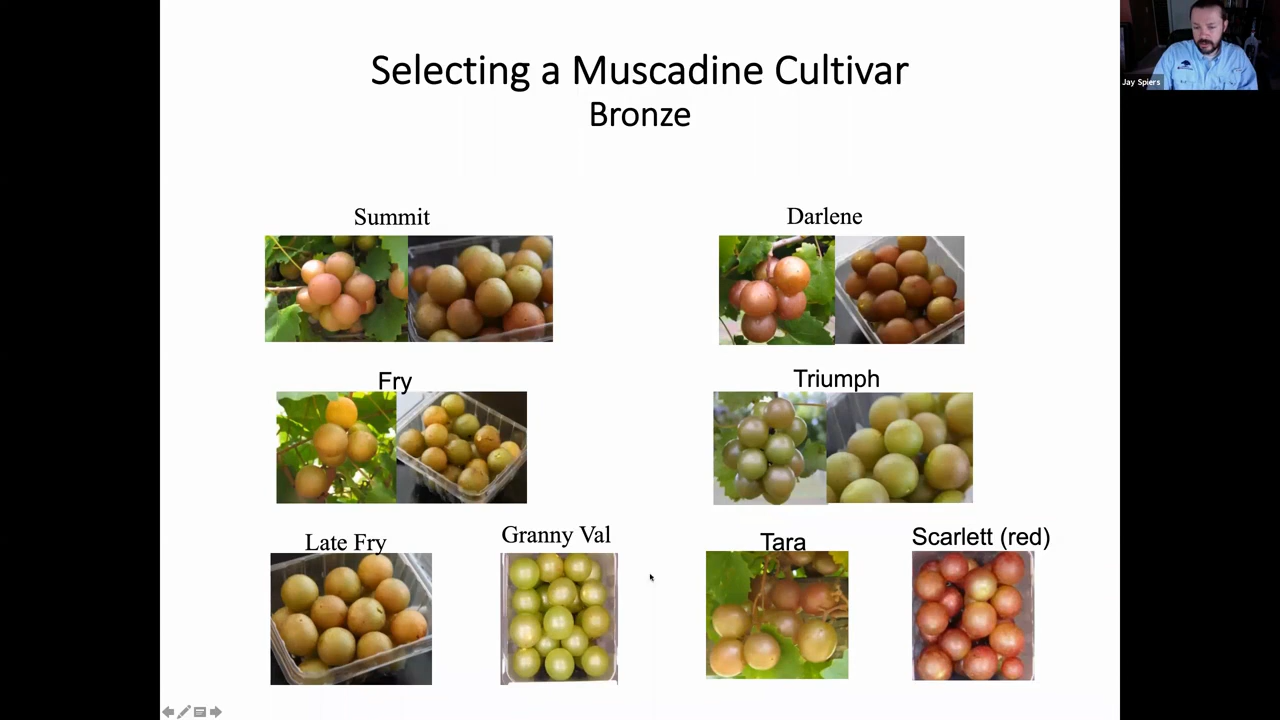 Selecting a Muscadine Cultivar
Bronze
Jay Spiers
Summit
Darlene
Fry
Triumph
Late Fry
Granny Val
Tara
Scarlett (red)